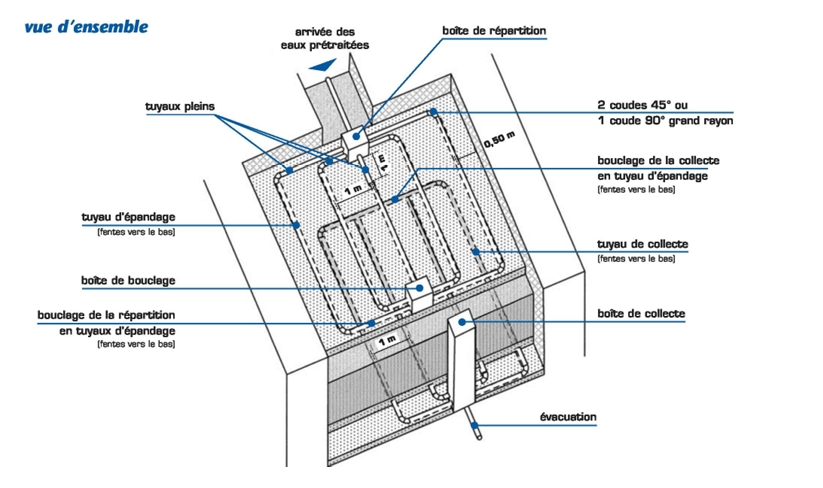 vue d'ensemble
arrivée des
eaux prétraitées
boîte de répartition
tuyaux pleins
2 coudes 45° ou
1 coude 90° grand rayon
0,50 m
bouclage de la collecte
en tuyau d'épandage
(fentes vers le bas)
1 m
1 m
tuyau d'épandage
(fentes vers le bas)
tuyau de collecte
(fentes vers le bas)
boîte de bouclage
bouclage de la répartition
en tuyaux d'épandage
(fentes vers le bas)
boîte de collecte
1 m
évacuation